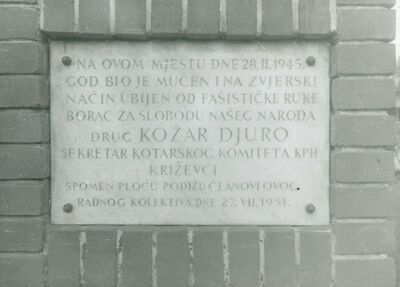 NA OVOM MJESTU DNE 28.II.1945.
GOD. BIO JE MUČEN I NA ZVJERSKI
NAČIN UBIJEN OD FAŠISTIČKE RUKE
BORAC ZA SLOBODU NAŠEG NARODA
DRUG KOŽAR DJURO
SEKRETAR KOTARSKOG KOMITETA KPH
KRIŽEVCI
SPOMEN PLOČU PODIŽU ČLANOVI OVOG
RADNOG KOLEKTIVA DNE 27. VII. 1951.